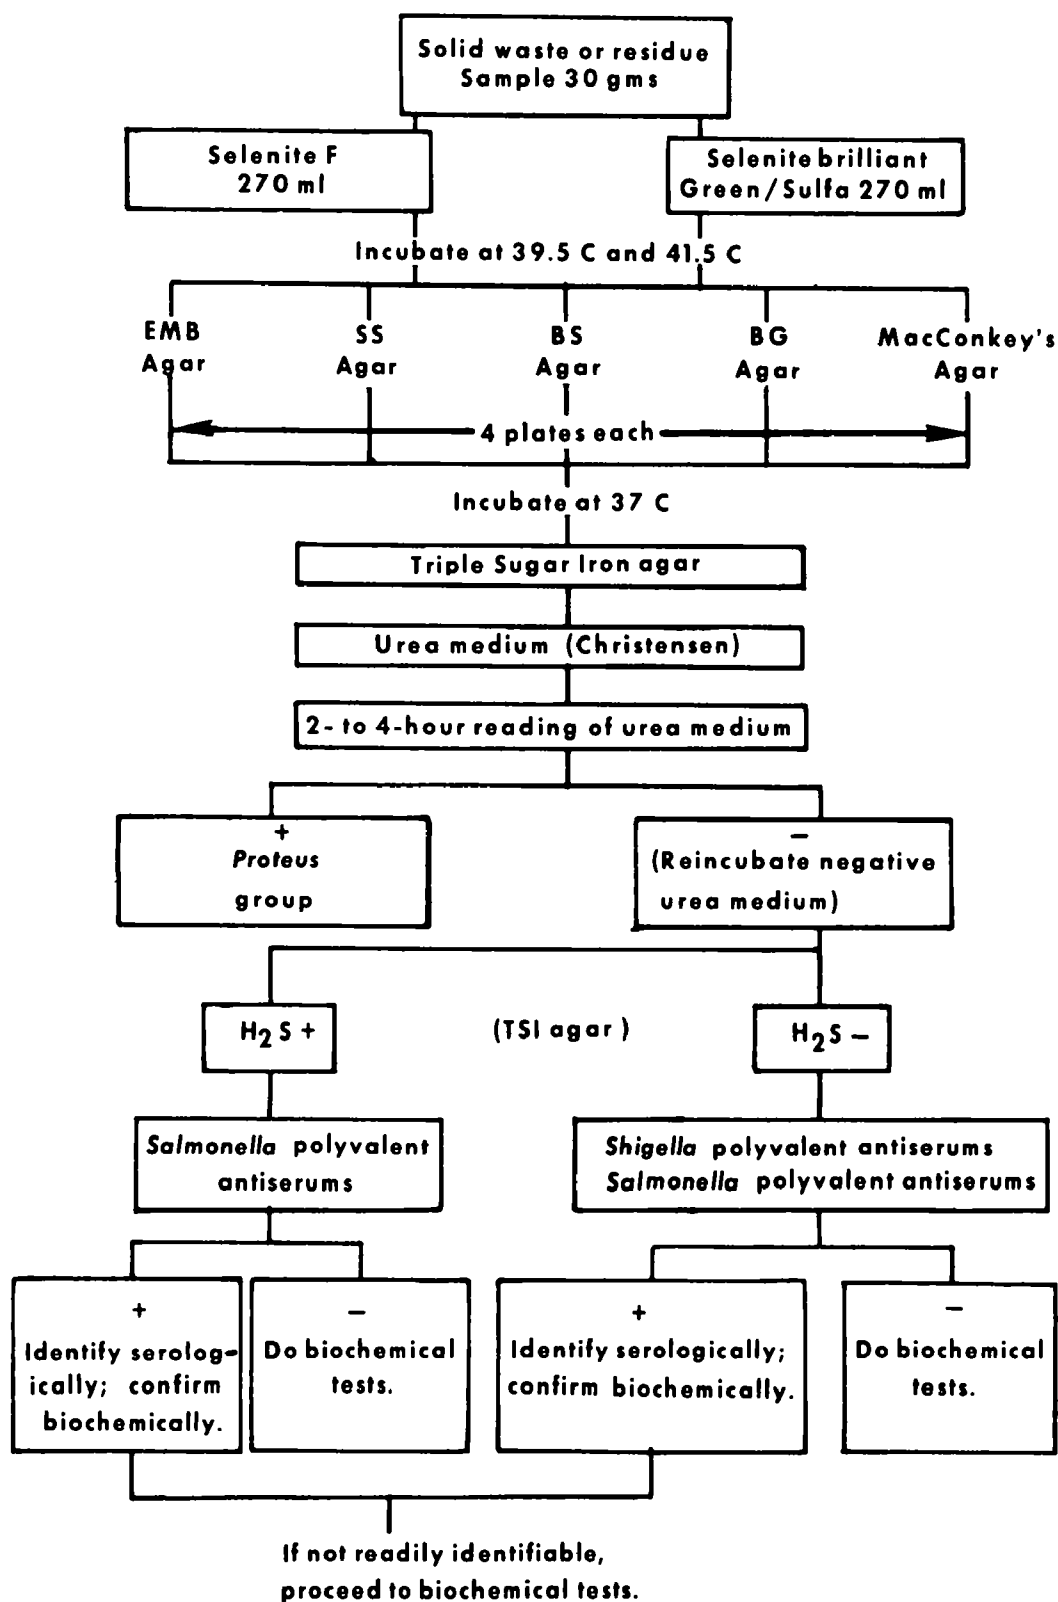 Solid waste or residue
Sample 30 gms
Selenite F
270 ml
Selenite brilliant
Green/Sulfa 270 ml
Incubate at 39.5 C and 41.5 C
EMB
Agar
SS
Agar
BS
Agar
BG
Agar
MacConkey's
Agar
4 plates each
Incubate at 37 C
Triple Sugar Iron agar
Urea medium (Christensen)
2- to 4-hour reading of urea medium
+
Proteus
group
−
(Reincubate negative
urea medium)
H2S +
(TSI agar)
H2S −
Salmonella polyvalent
antiserums
Shigella polyvalent antiserums
Salmonella polyvalent antiserums
+
Identify serolog-
ically; confirm
biochemically.
−
Do biochemical
tests.
+
Identify serologically;
confirm biochemically.
−
Do biochemical
tests.
If not readily identifiable,
proceed to biochemical tests.